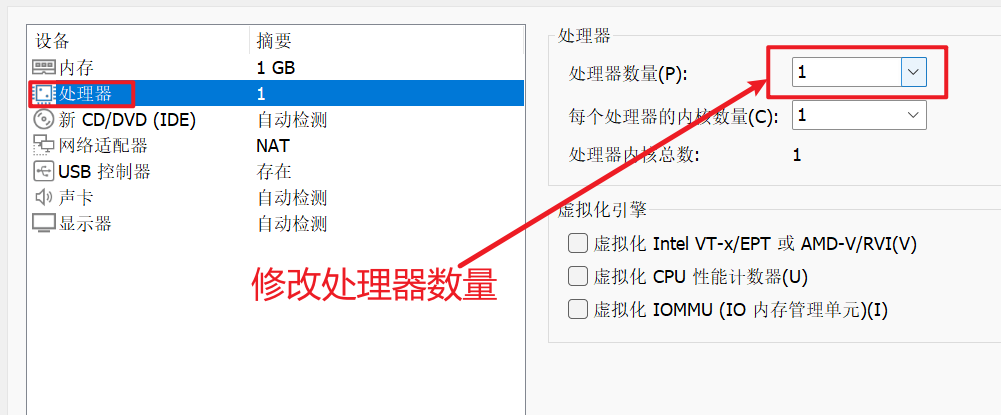 设备 摘要
内存 1 GB
处理器 1
新 CD/DVD (IDE) 自动检测
网络适配器 NAT
USB 控制器 存在
声卡 自动检测
显示器 自动检测
修改处理器数量
处理器
处理器数量(P): 1
每个处理器的内核数量(C): 1
处理器内核总数: 1
虚拟化引擎
虚拟化 Intel VT-x/EPT 或 AMD-V/RVI(V)
虚拟化 CPU 性能计数器(U)
虚拟化 IOMMU (IO 内存管理单元)(I)